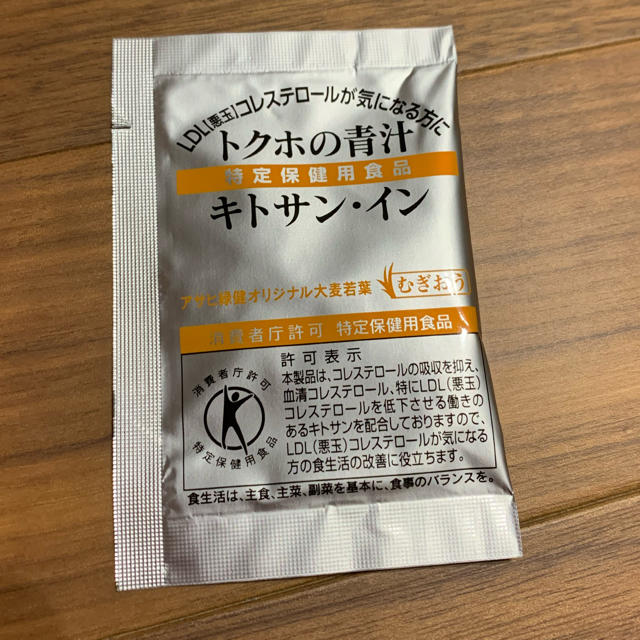 LDL[悪玉]コレステロールが気になる方に
トクホの青汁
特定保健用食品
キトサン・イン
アサヒ緑健オリジナル大麦若葉 むぎおう
消費者庁許可 特定保健用食品
消費者庁許可
特定保健用食品
許可表示
本製品は、コレステロールの吸収を抑え、
血清コレステロール、特にLDL(悪玉)
コレステロールを低下させる働きの
あるキトサンを配合しておりますので、
LDL(悪玉)コレステロールが気になる
方の食生活の改善に役立ちます。
食生活は、主食、主菜、副菜を基本に、食事のバランスを。